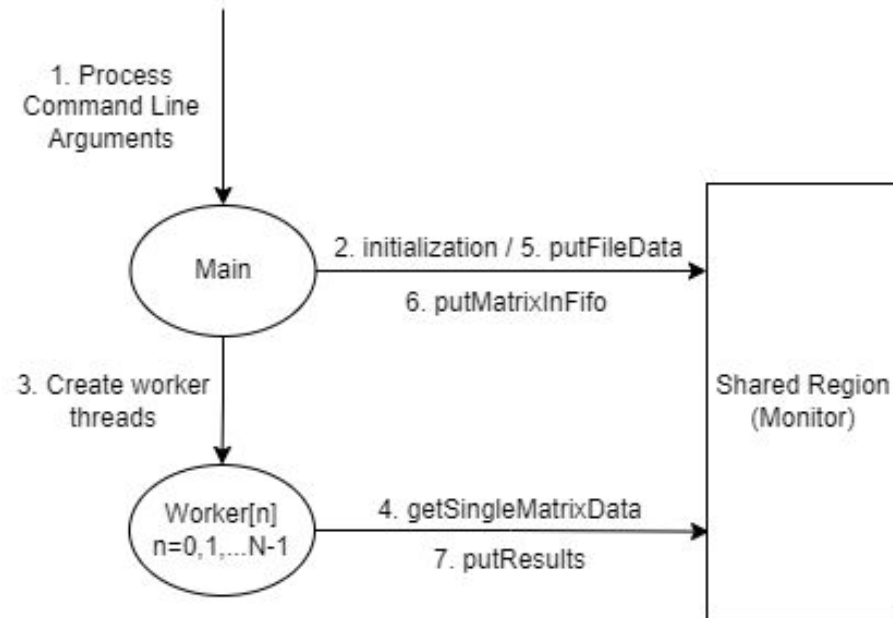 1. Process
Command Line
Arguments
Main
2. initialization / 5. putFileData
6. putMatrixInFifo
3. Create worker
threads
Shared Region
(Monitor)
Worker[n]
n=0,1,...N-1
4. getSingleMatrixData
7. putResults